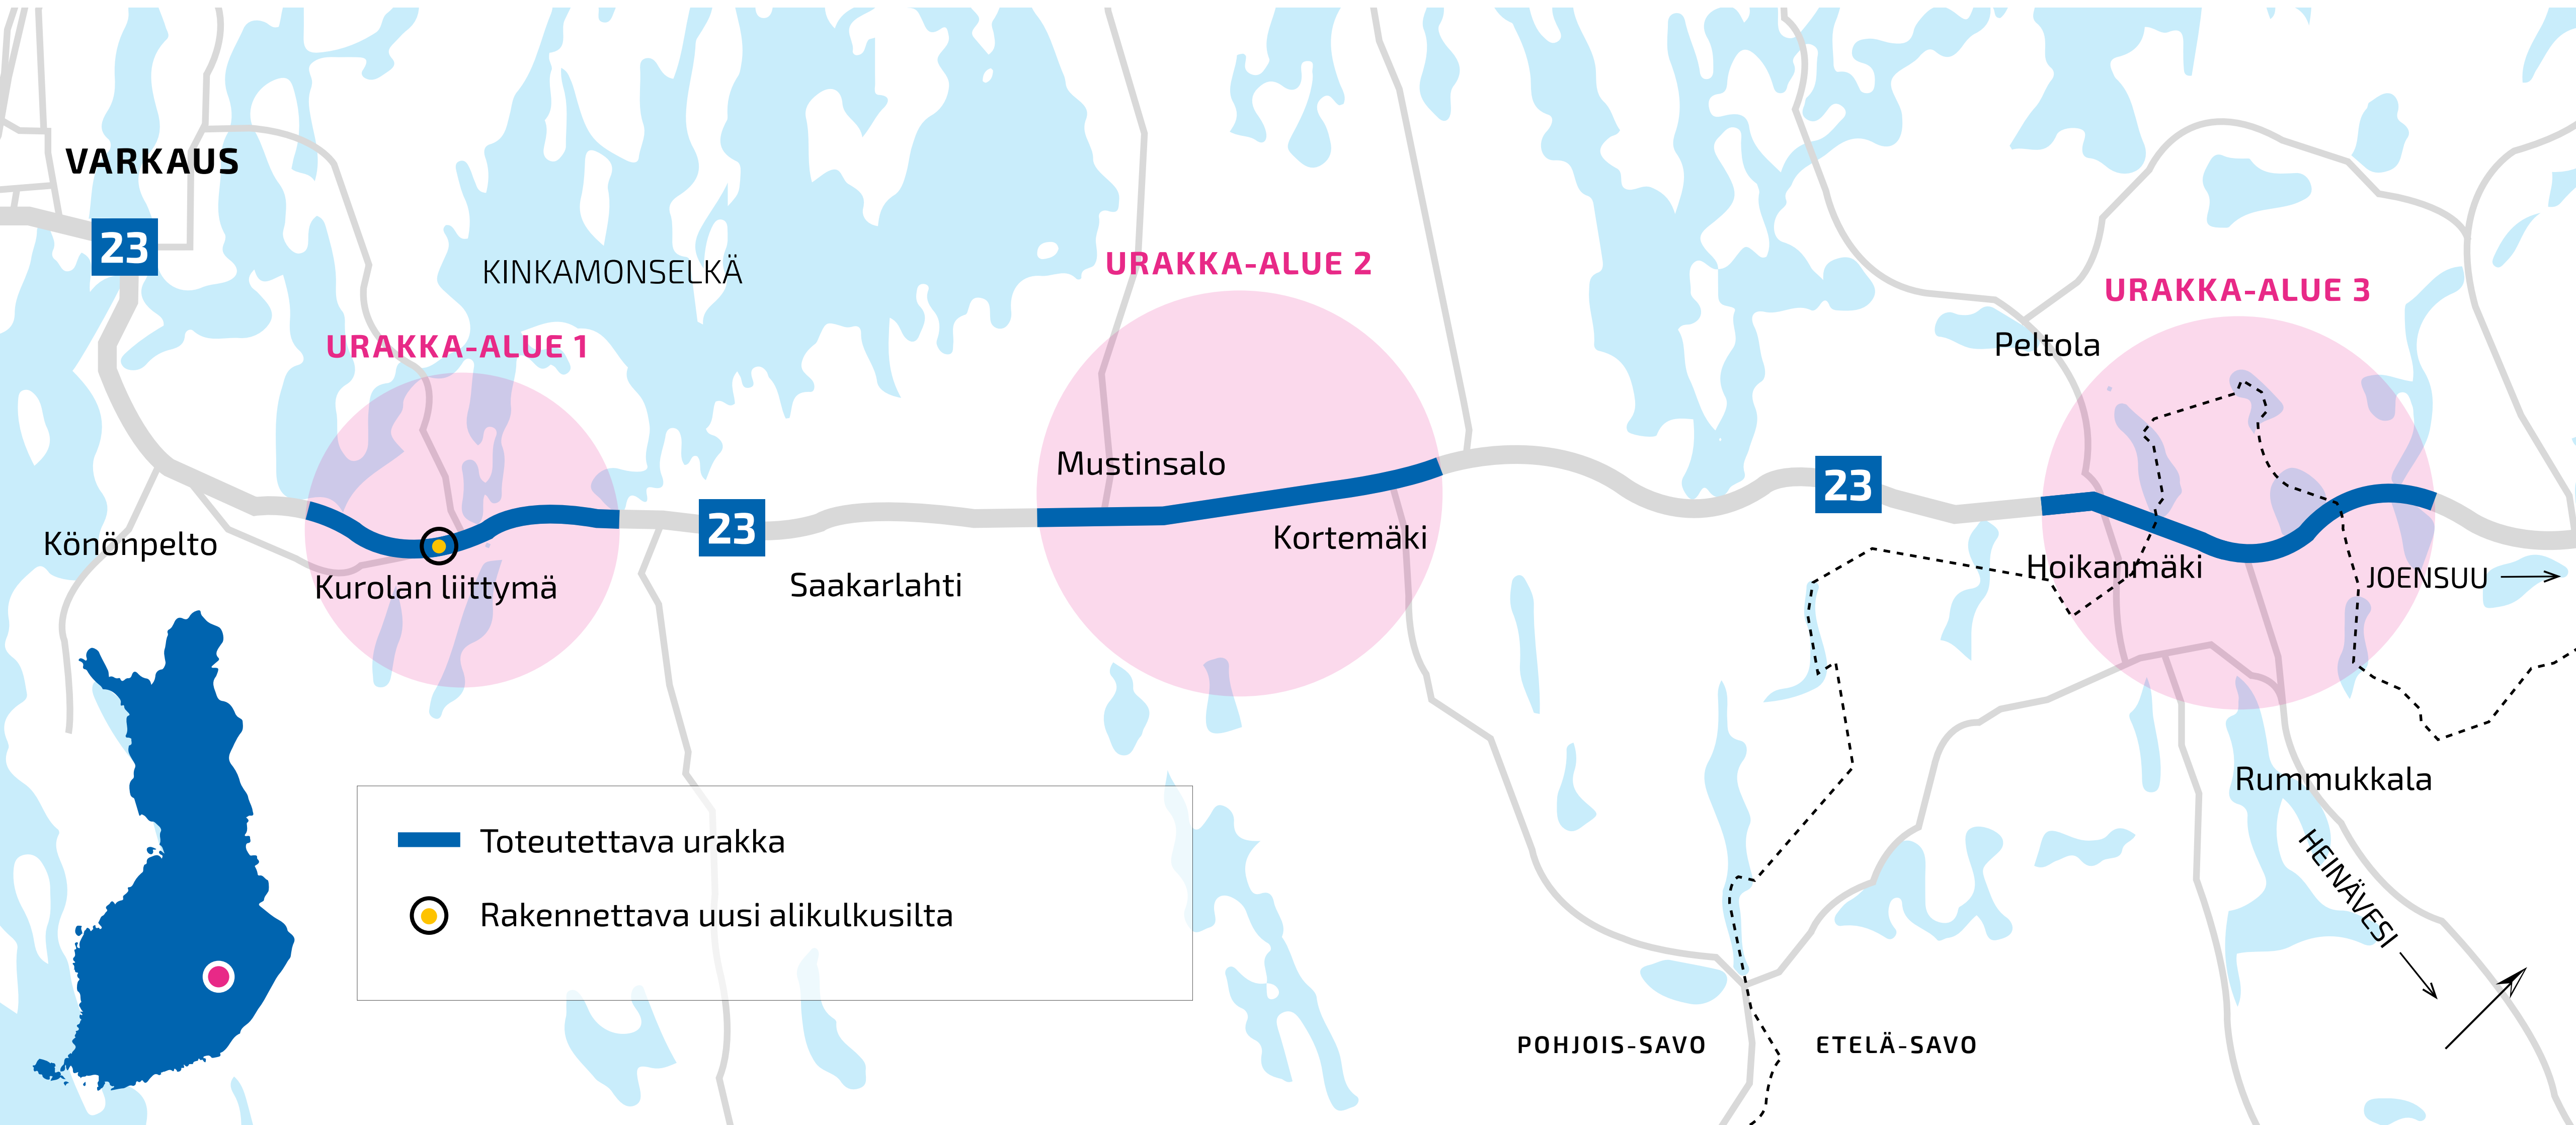 VARKAUS
23
KINKAMONSELKÄ
URAKKA-ALUE 1
URAKKA-ALUE 2
URAKKA-ALUE 3
Peltola
Mustinsalo
23
23
Könönpelto
Kurolan liittymä
Saakarlahti
Kortemäki
Hoikanmäki
JOENSUU
Rummukkala
HEINÄVESI
Toteutettava urakka
Rakennettava uusi alikulkusilta
POHJOIS-SAVO
ETELÄ-SAVO